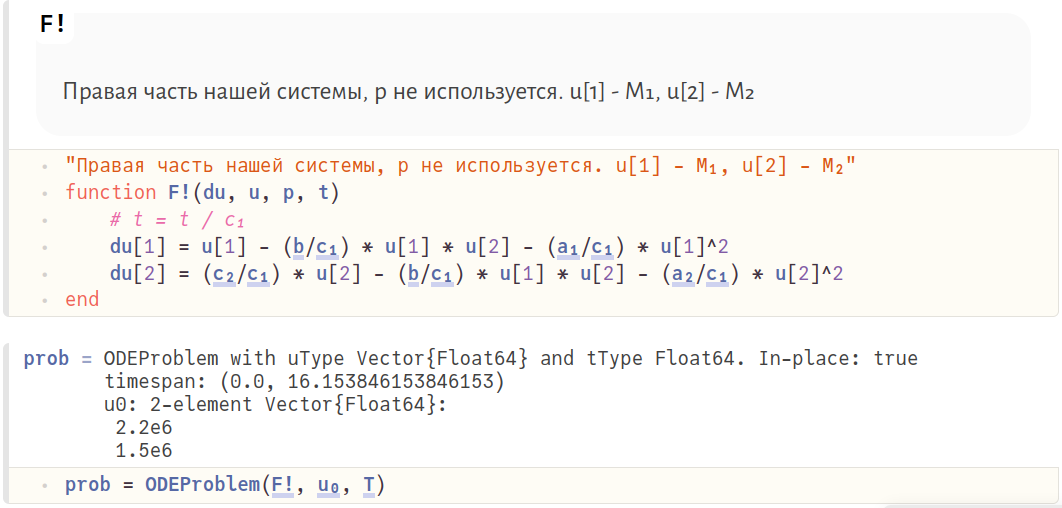 F!
Правая часть нашей системы, p не используется. u[1] - M₁, u[2] - M₂
"Правая часть нашей системы, p не используется. u[1] - M₁, u[2] - M₂"
function F!(du, u, p, t)
# t = t / c₁
du[1] = u[1] - (b/c₁) * u[1] * u[2] - (a₁/c₁) * u[1]^2
du[2] = (c₂/c₁) * u[2] - (b/c₁) * u[1] * u[2] - (a₂/c₁) * u[2]^2
end
prob = ODEProblem with uType Vector{Float64} and tType Float64. In-place: true
timespan: (0.0, 16.153846153846153)
u0: 2-element Vector{Float64}:
2.2e6
1.5e6
prob = ODEProblem(F!, u₀, T)